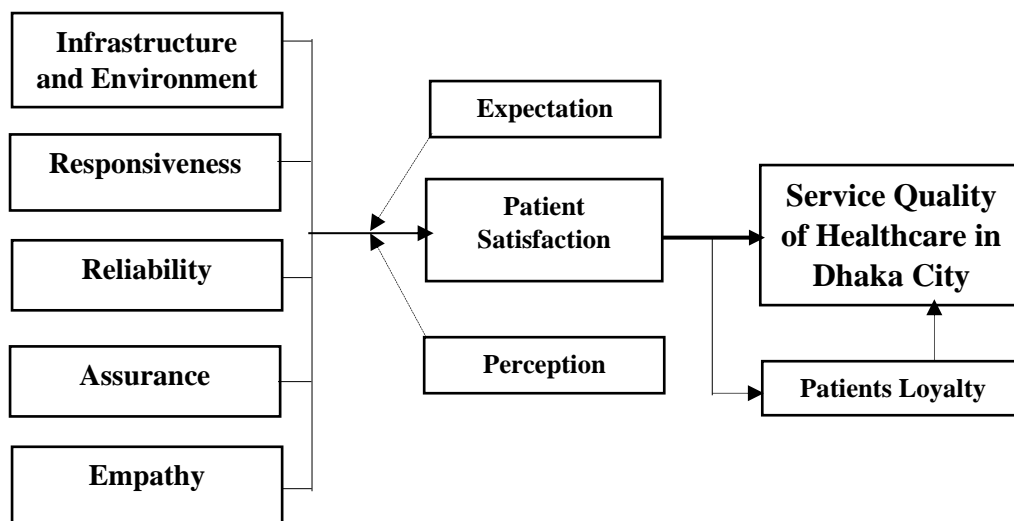 Infrastructure
and Environment
Responsiveness
Reliability
Assurance
Empathy
Expectation
Patient
Satisfaction
Perception
Service Quality
of Healthcare in
Dhaka City
Patients Loyalty